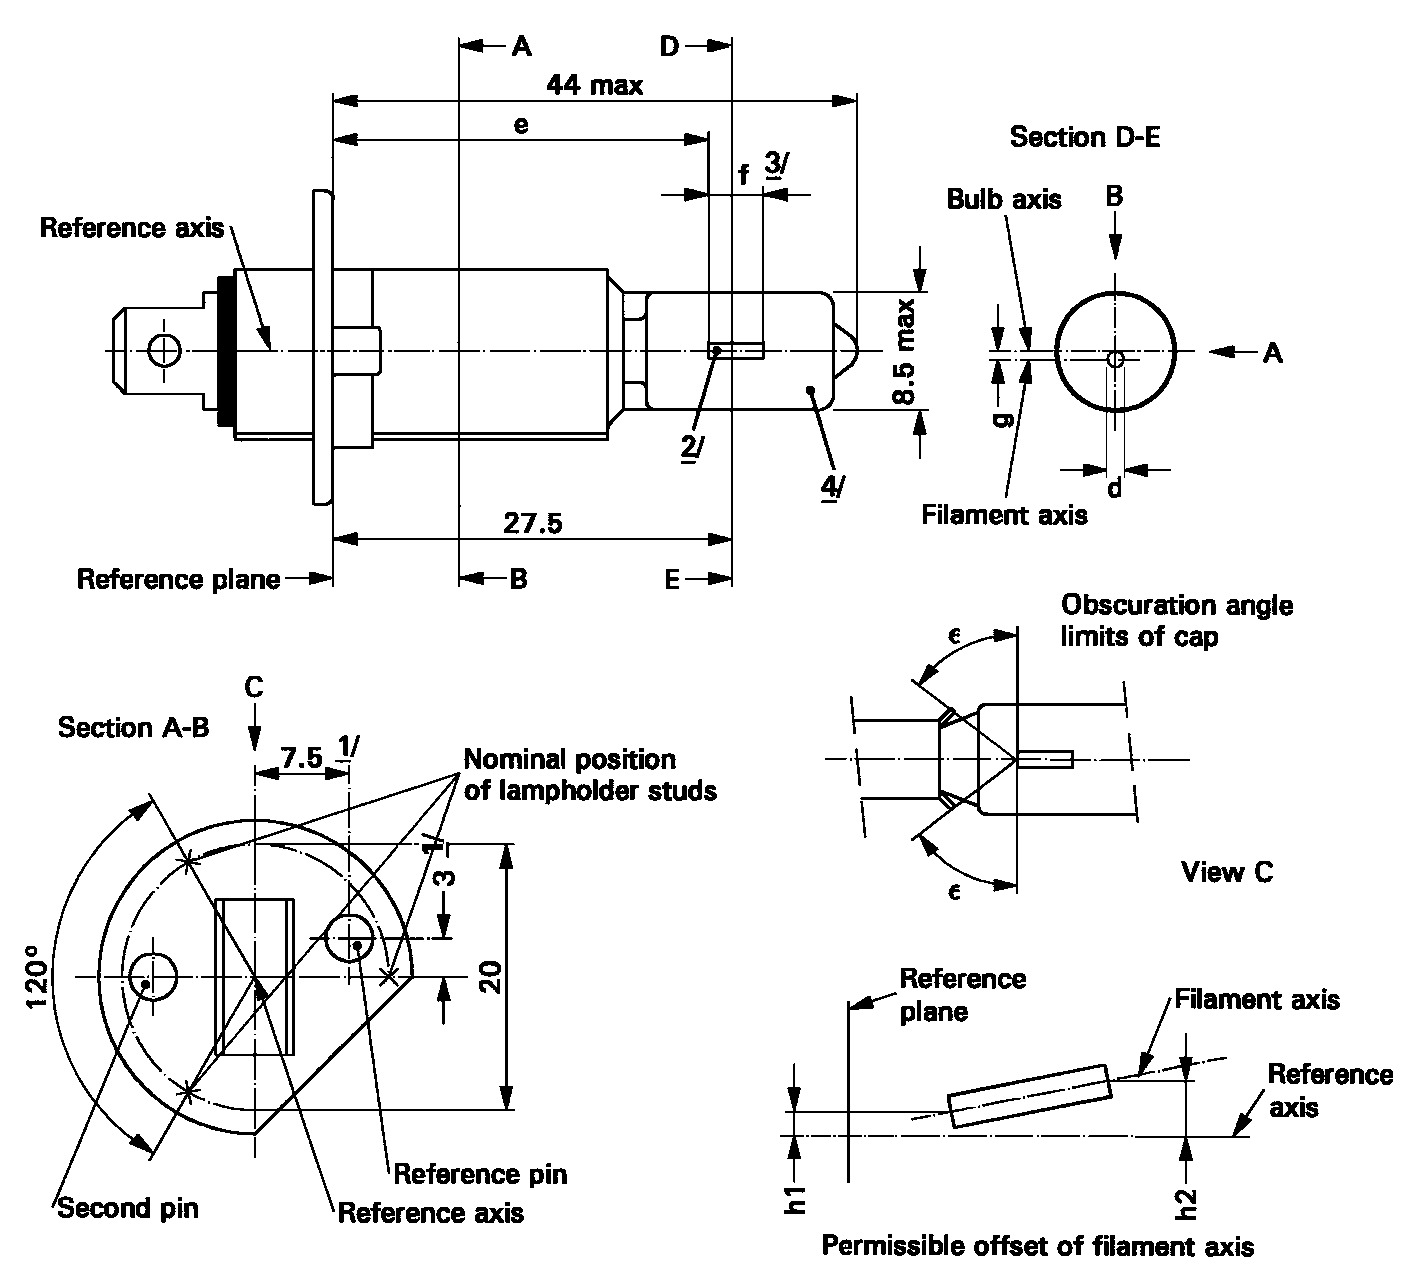 A
D
44 max
e
Section D-E
f 3/
Bulb axis
B
Reference axis
8.5 max
A
g
2/
4/
d
Filament axis
27.5
Reference plane
B
E
Obscuration angle
limits of cap
ϵ
C
Section A-B
7.5 1/
Nominal position
of lampholder studs
3 1/
120°
20
ϵ
View C
Reference
plane
Filament axis
Reference
axis
Reference pin
Second pin
Reference axis
h1
h2
Permissible offset of filament axis